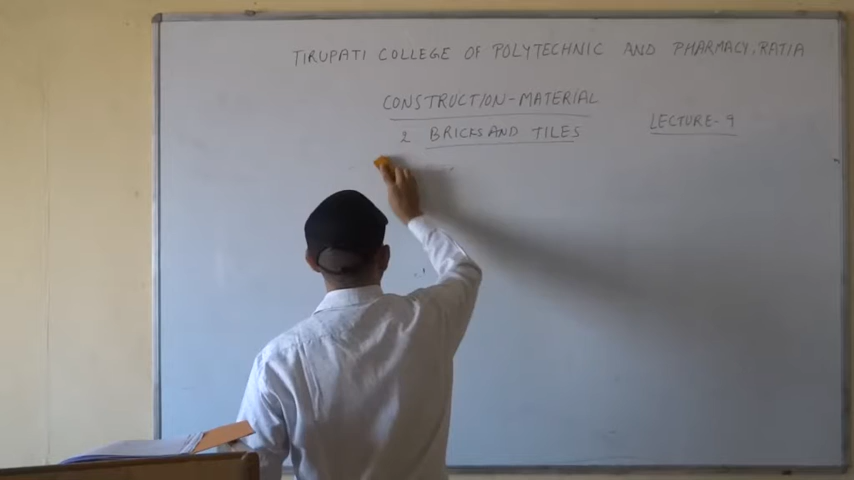 TIRUPATI COLLEGE OF POLYTECHNIC AND PHARMACY, RATIA
CONSTRUCTION-MATERIAL
2 BRICKS AND TILES
LECTURE-9